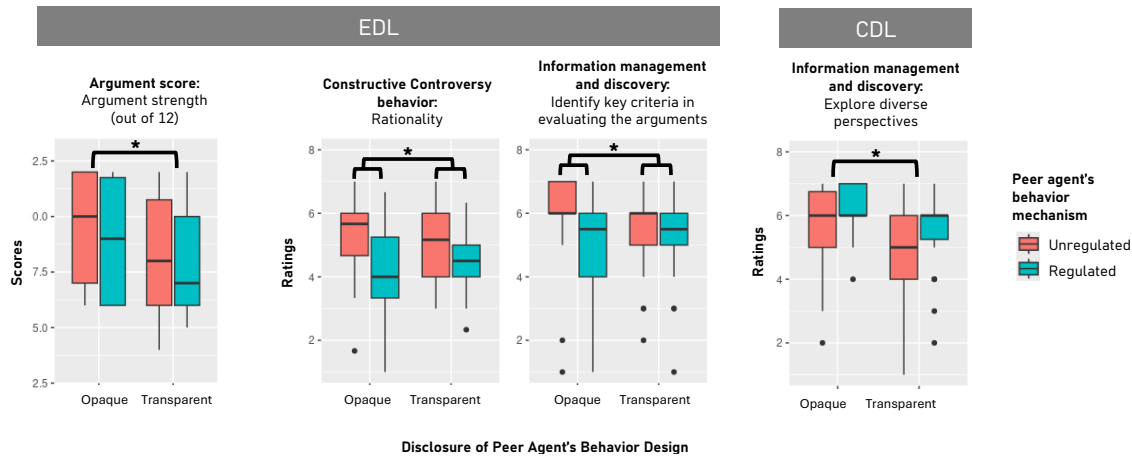 EDL
CDL
Argument score:
Argument strength
(out of 12)
Constructive Controversy
behavior:
Rationality
Information management
and discovery:
Identify key criteria in
evaluating the arguments
Information management
and discovery:
Explore diverse
perspectives
Scores
2.5
0.0
7.5
5.0
2.5
*
Opaque
Transparent
Ratings
8
6
4
2
*
Opaque
Transparent
8
6
4
2
*
Opaque
Transparent
Ratings
8
6
4
2
*
Opaque
Transparent
Peer agent's
behavior
mechanism
Unregulated
Regulated
Disclosure of Peer Agent's Behavior Design